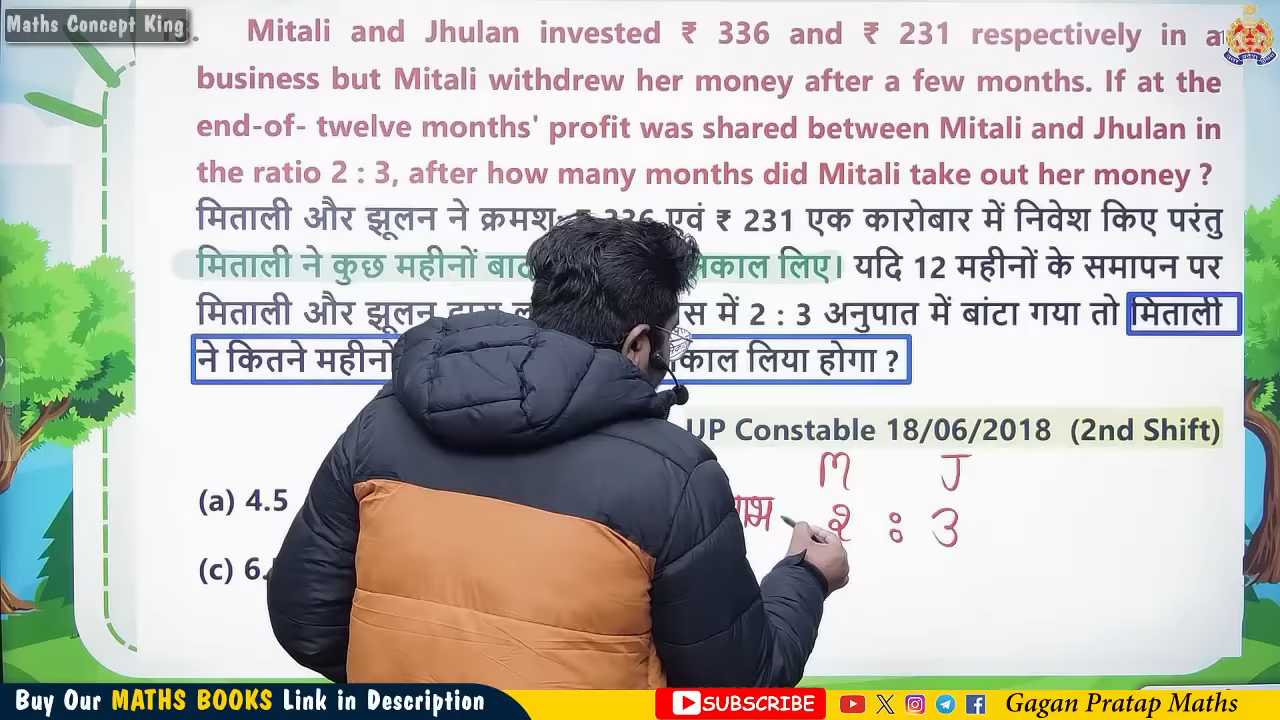 Maths Concept King
. Mitali and Jhulan invested ₹ 336 and ₹ 231 respectively in a
business but Mitali withdrew her money after a few months. If at the
end-of- twelve months' profit was shared between Mitali and Jhulan in
the ratio 2 : 3, after how many months did Mitali take out her money ?
मिताली और झूलन ने क्रमशः ₹ 336 एवं ₹ 231 एक कारोबार में निवेश किए परंतु
मिताली ने कुछ महीनों लिए। यदि 12 महीनों के समापन पर
मिताली और झूलन में 2 : 3 अनुपात में बांटा गया तो मिताली
ने कितने लिया होगा ?
UP Constable 18/06/2018 (2nd Shift)
M J
(a) 4.5
2 : 3
(c)
Buy Our MATHS BOOKS Link in Description
SUBSCRIBE
Gagan Pratap Maths